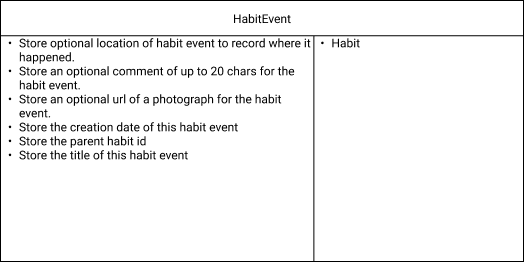 HabitEvent
• Store optional location of habit event to record where it
happened.
• Store an optional comment of up to 20 chars for the
habit event.
• Store an optional url of a photograph for the habit
event.
• Store the creation date of this habit event
• Store the parent habit id
• Store the title of this habit event
• Habit